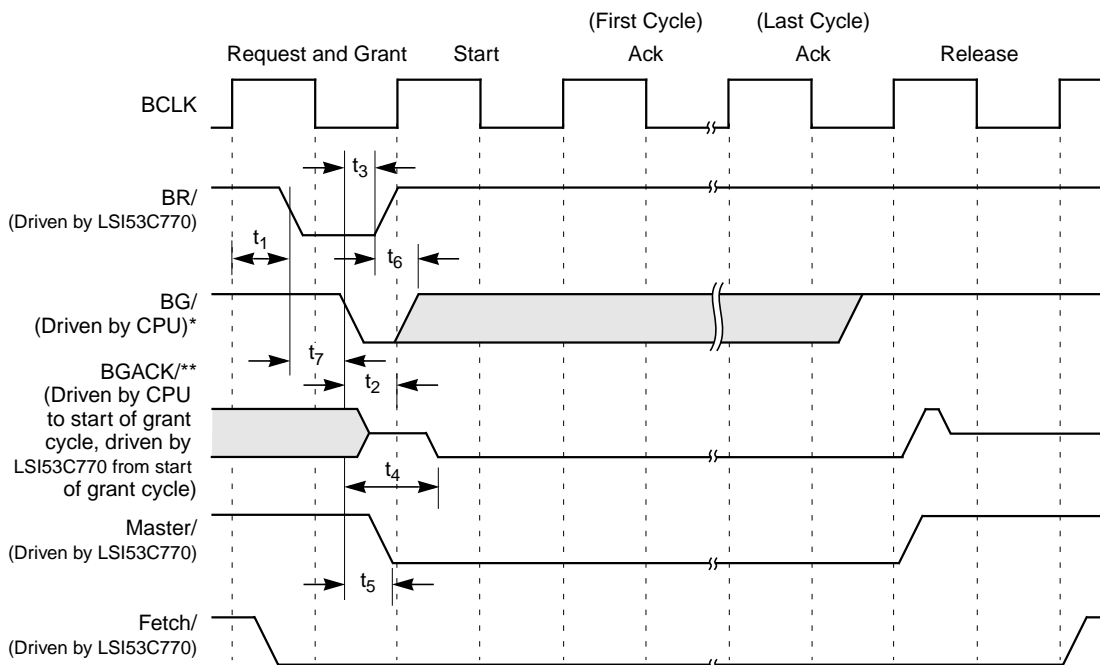 (First Cycle) (Last Cycle)
Request and Grant Start Ack Ack Release
BCLK
t3
BR/
(Driven by LSI53C770)
t1
t6
BG/
(Driven by CPU)*
t7
BGACK/**
t2
(Driven by CPU
to start of grant
cycle, driven by
LSI53C770 from start
t4
of grant cycle)
Master/
(Driven by LSI53C770)
t5
Fetch/
(Driven by LSI53C770)